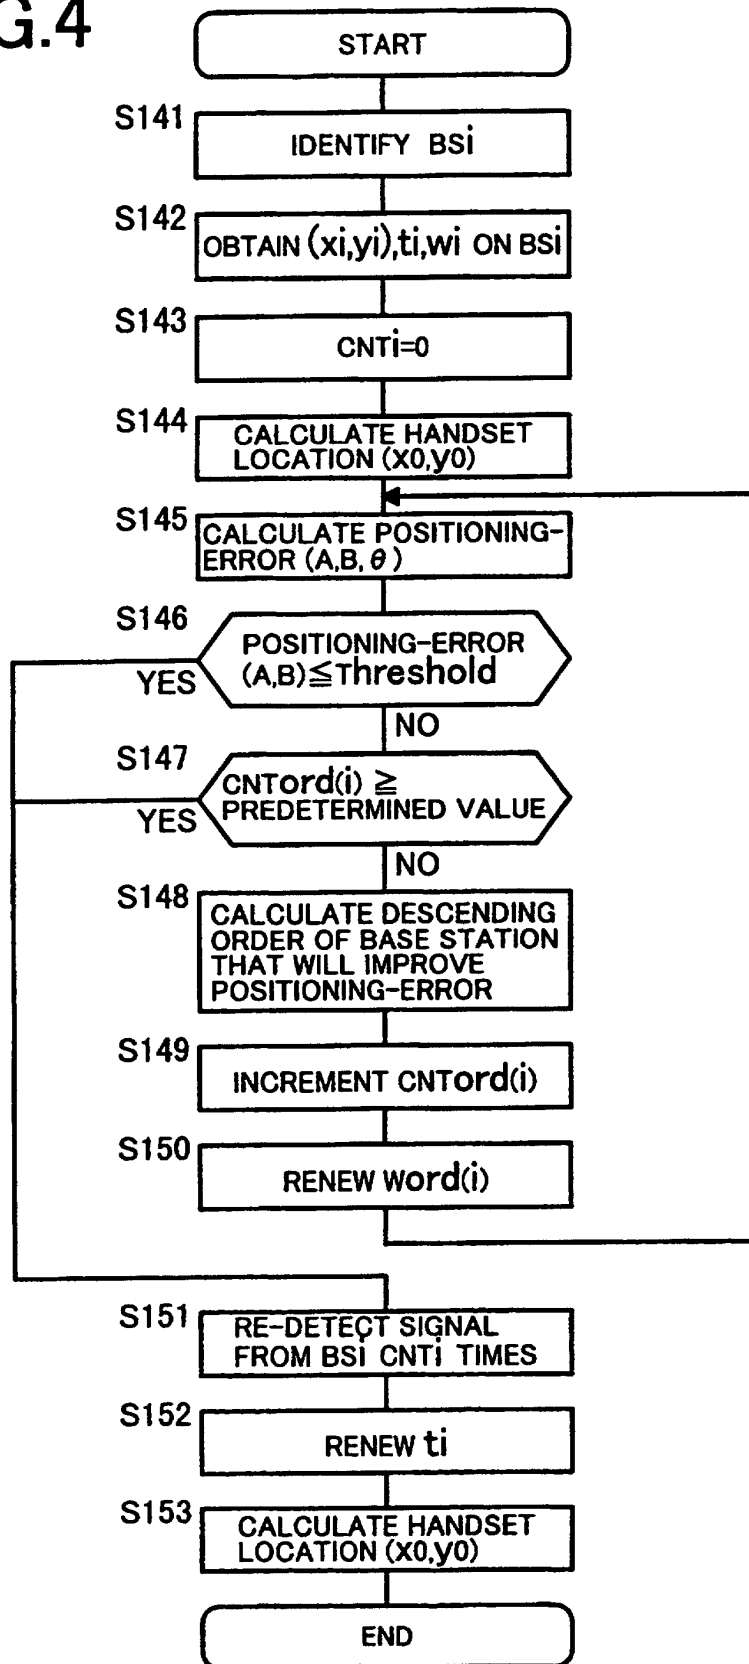 G.4
START
S141
IDENTIFY BSi
S142
OBTAIN (xi,yi),ti,wi ON BSi
S143
CNTi=0
S144
CALCULATE HANDSET
LOCATION (x0,y0)
S145
CALCULATE POSITIONING-
ERROR (A,B,θ)
S146
POSITIONING-ERROR
(A,B)≦Threshold
YES
NO
S147
CNTord(i) ≧
PREDETERMINED VALUE
YES
NO
S148
CALCULATE DESCENDING
ORDER OF BASE STATION
THAT WILL IMPROVE
POSITIONING-ERROR
S149
INCREMENT CNTord(i)
S150
RENEW Word(i)
S151
RE-DETECT SIGNAL
FROM BSi CNTi TIMES
S152
RENEW ti
S153
CALCULATE HANDSET
LOCATION (x0,y0)
END